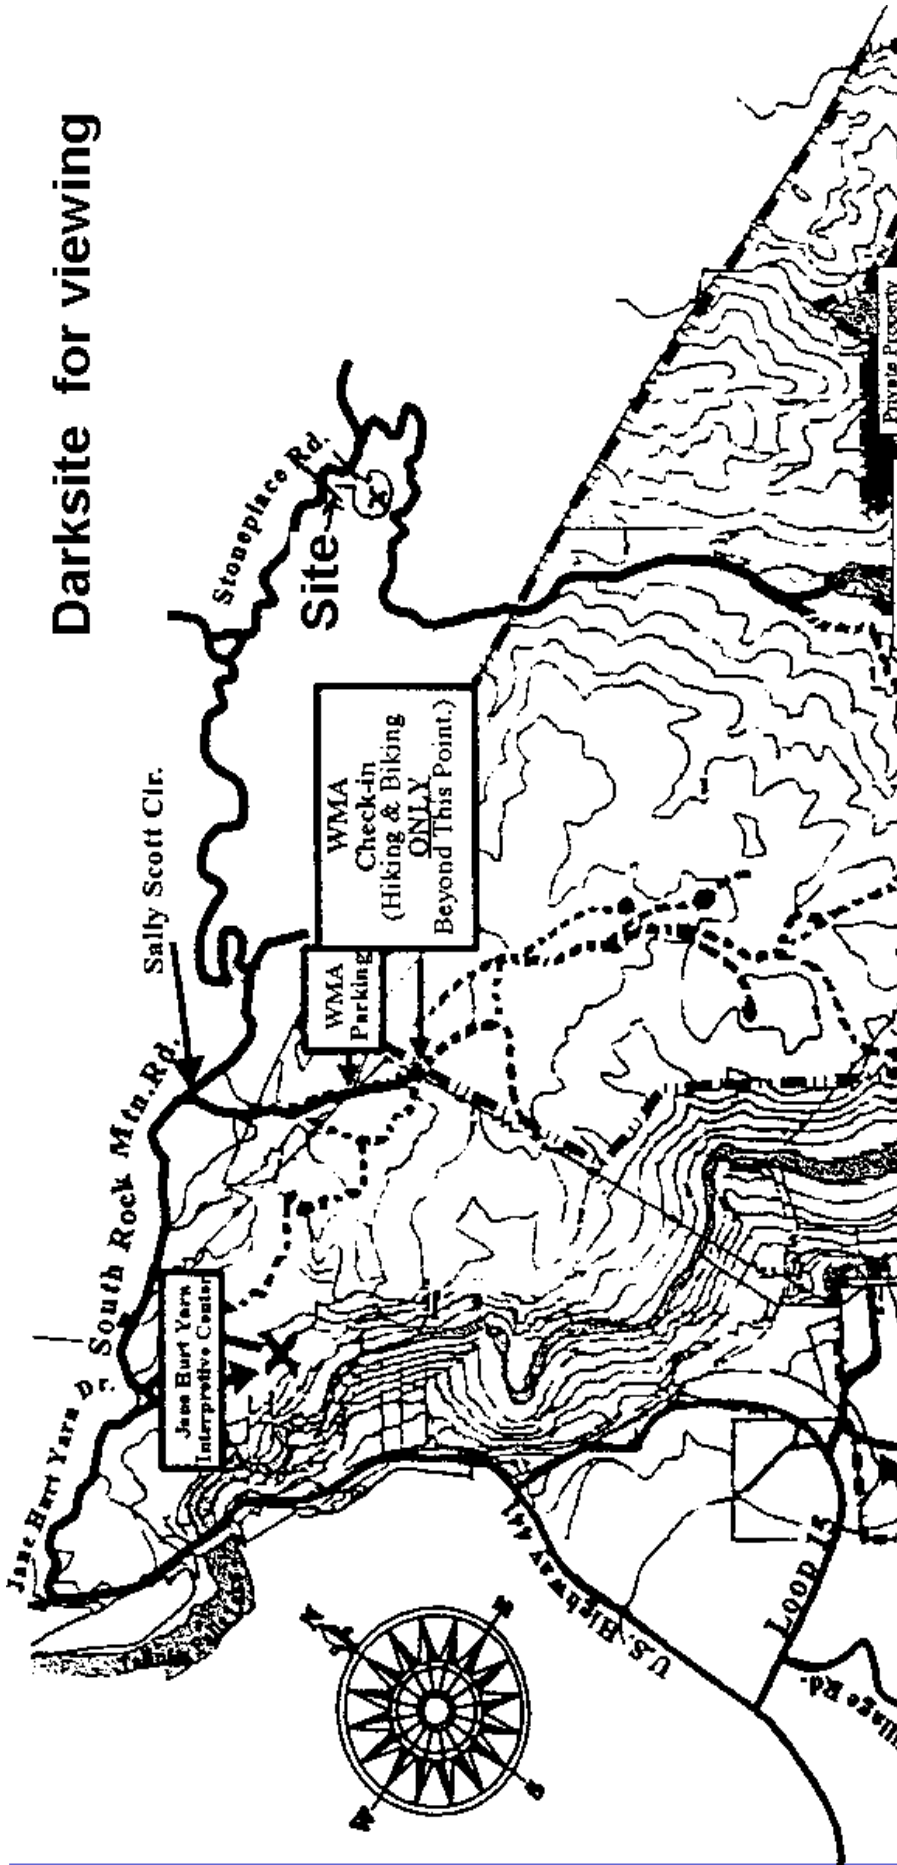 Darksite for viewing
Stoneplace Rd.
Site
Sally Scott Cir.
WMA
Check-in
(Hiking & Biking
ONLY
Beyond This Point.)
WMA
Parking
South Rock Mtn. Rd.
Jane Hurt Yarn Dr.
Jane Hurt Yarn
Interpretive Center
Private Property
U.S. Highway 441
Loop 15
Village Rd.
N